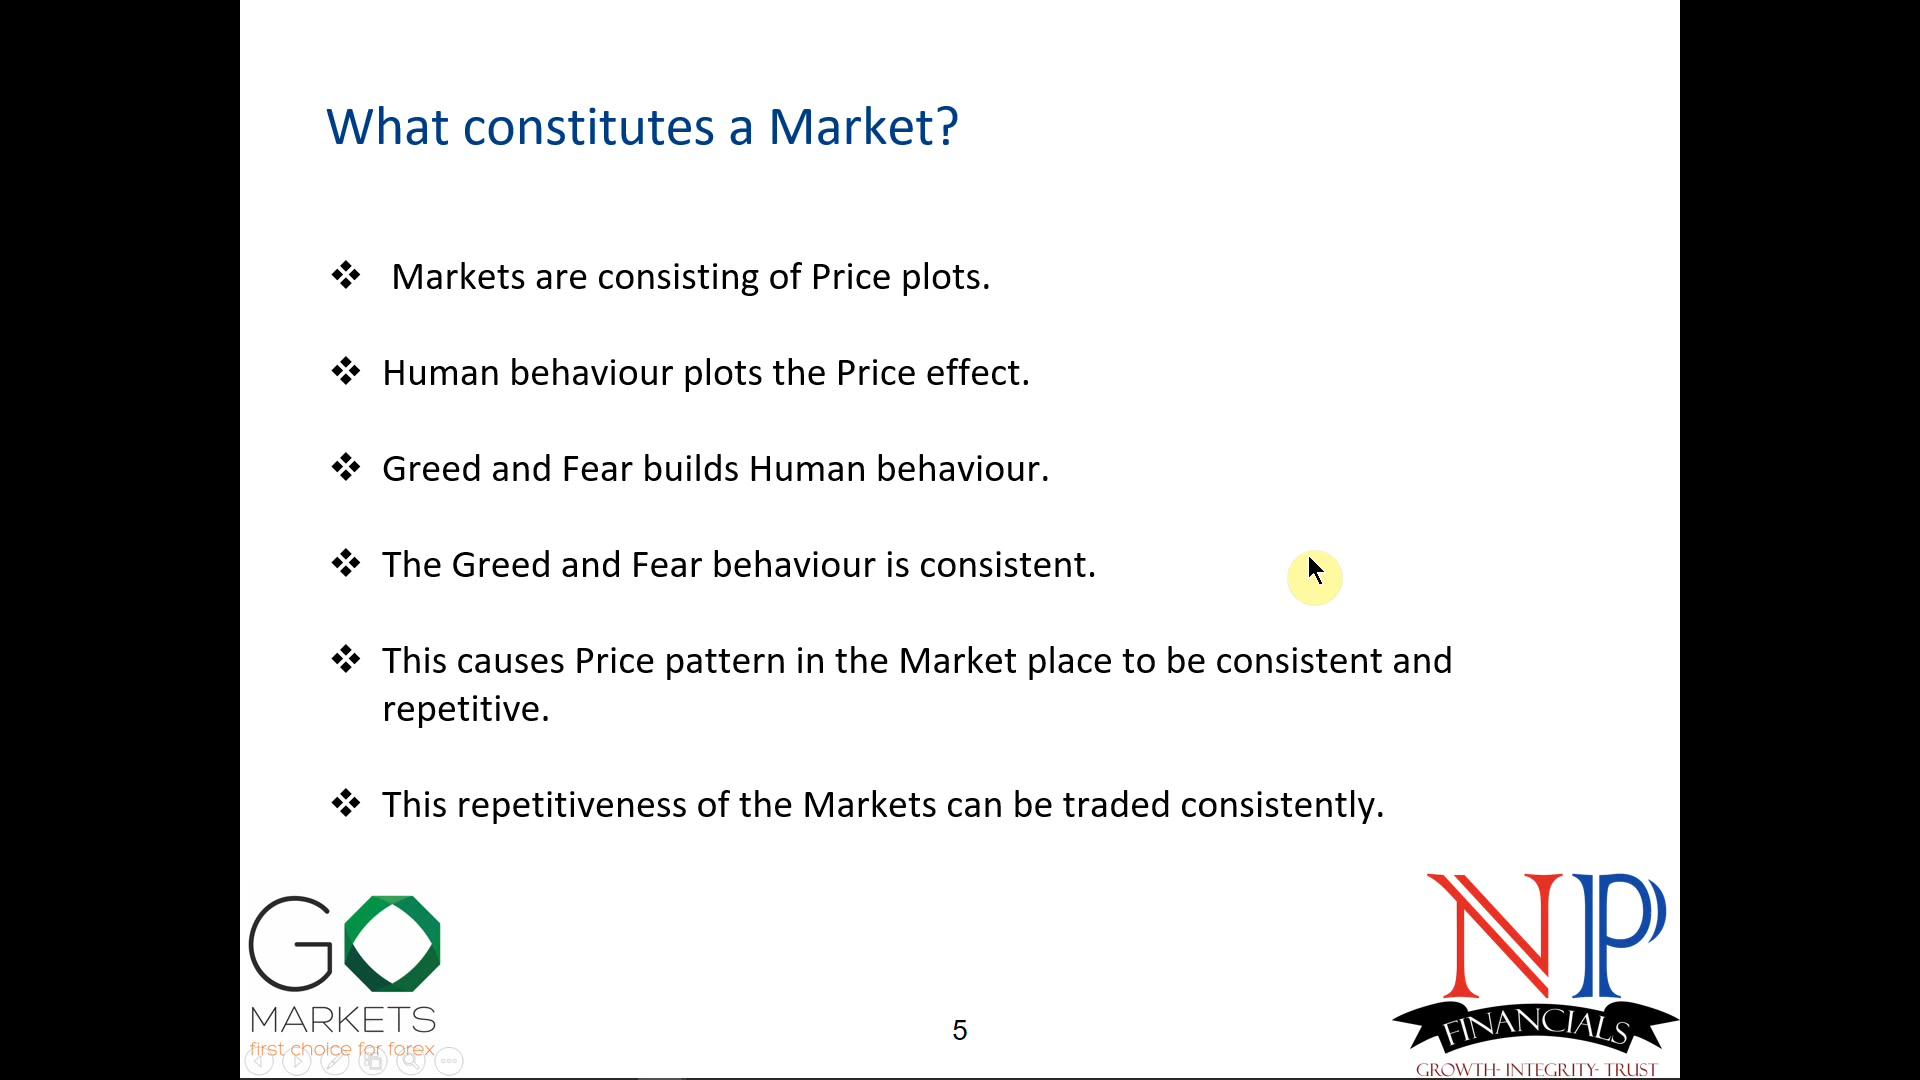 What constitutes a Market?
❖ Markets are consisting of Price plots.
❖ Human behaviour plots the Price effect.
❖ Greed and Fear builds Human behaviour.
❖ The Greed and Fear behaviour is consistent.
❖ This causes Price pattern in the Market place to be consistent and
repetitive.
❖ This repetitiveness of the Markets can be traded consistently.
GO
MARKETS
first choice for forex
5
NP
FINANCIALS
GROWTH- INTEGRITY- TRUST